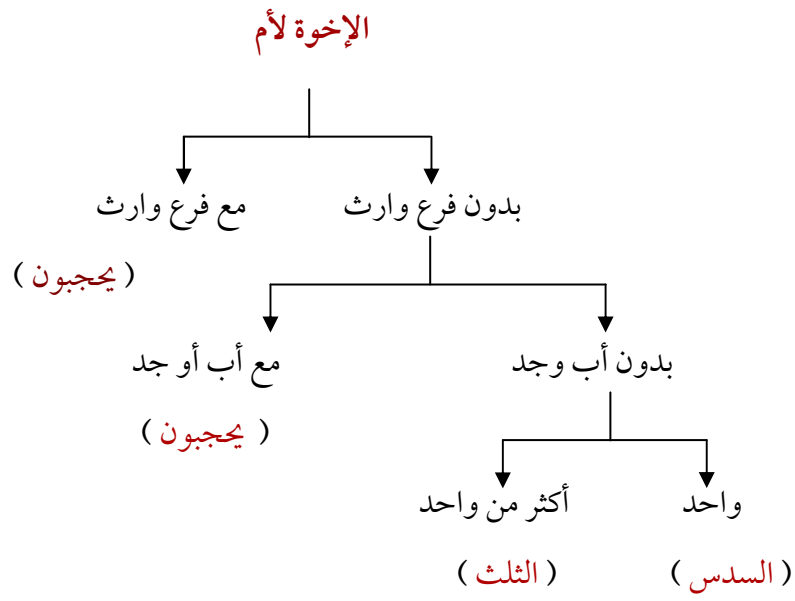 الإخوة لأم
بدون فرع وارث
مع فرع وارث
( يحجبون )
بدون أب وجد
مع أب أو جد
( يحجبون )
واحد
أكثر من واحد
( السدس )
( الثلث )